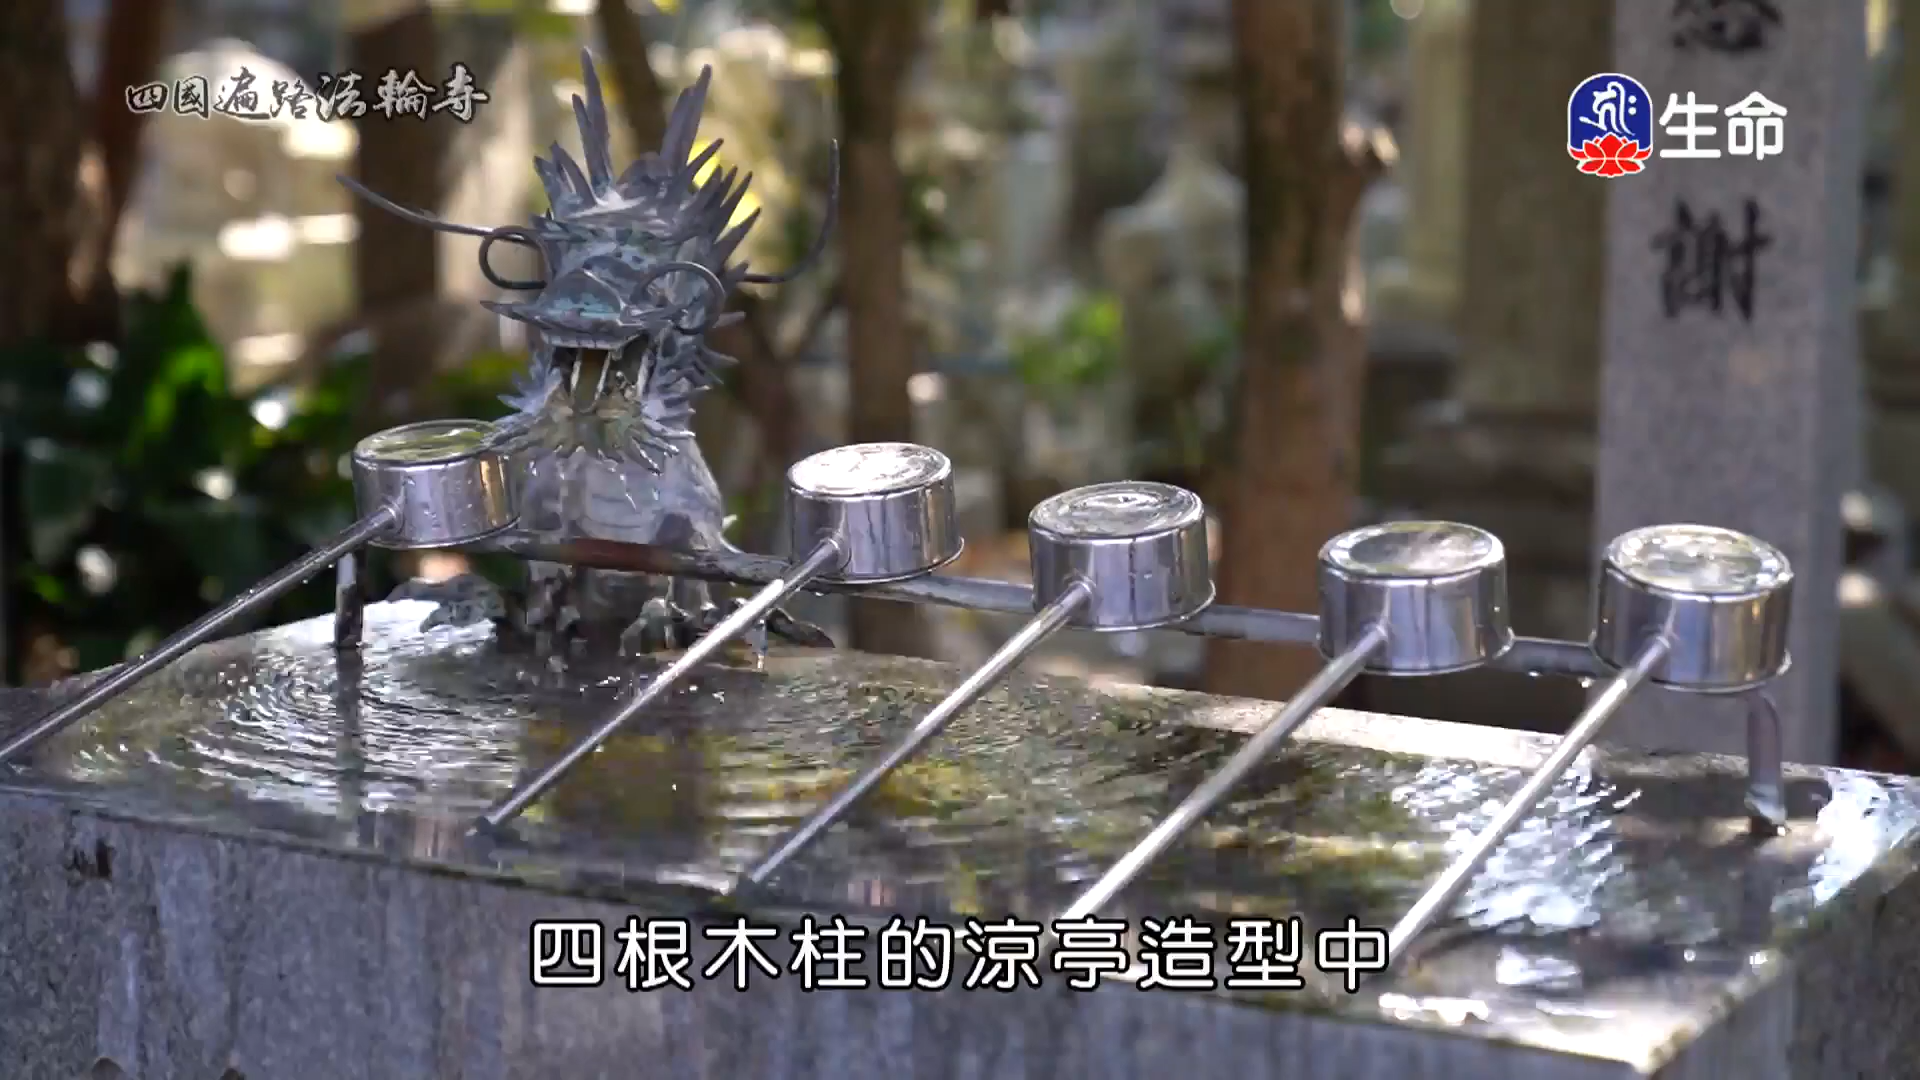 四國遍路法輪寺
生命
謝
四根木柱的涼亭造型中